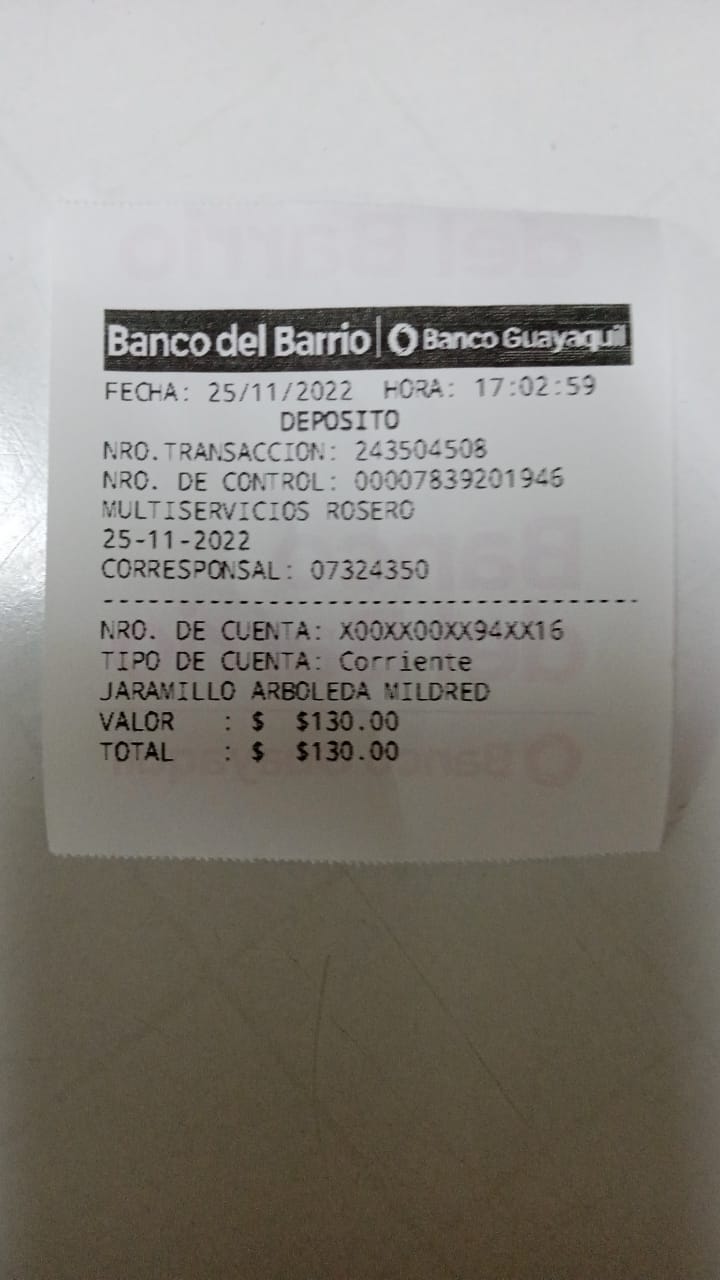 Banco del Barrio | Banco Guayaquil
FECHA: 25/11/2022 HORA: 17:02:59
DEPOSITO
NRO.TRANSACCION: 243504508
NRO. DE CONTROL: 00007839201946
MULTISERVICIOS ROSERO
25-11-2022
CORRESPONSAL: 07324350
NRO. DE CUENTA: X00XX00XX94XX16
TIPO DE CUENTA: Corriente
JARAMILLO ARBOLEDA MILDRED
VALOR : $ $130.00
TOTAL : $ $130.00